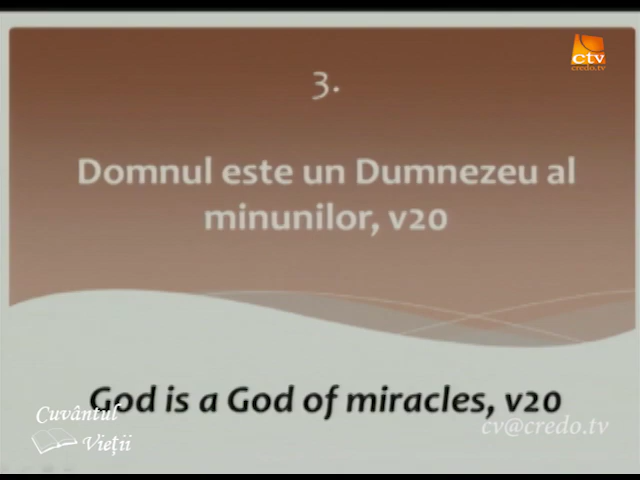 ctv
credo.tv
3.
Domnul este un Dumnezeu al
minunilor, v20
God is a God of miracles, v20
Cuvântul
Vieții
cv@credo.tv